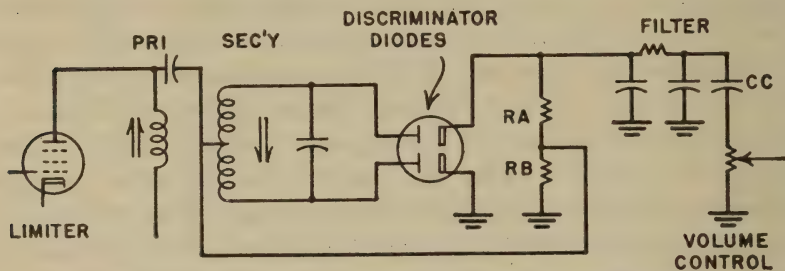 DISCRIMINATOR
DIODES
FILTER
PRI
SEC'Y
CC
RA
RB
LIMITER
VOLUME
CONTROL